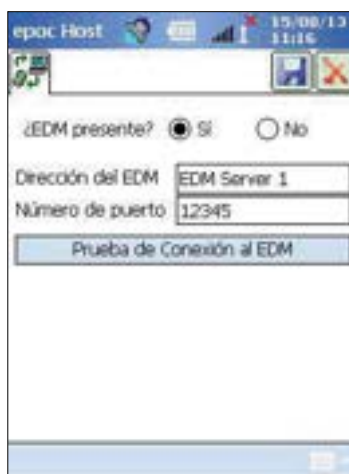 epoc Host 15/08/13
11:16
¿EDM presente? Sí No
Dirección del EDM EDM Server 1
Número de puerto 12345
Prueba de Conexión al EDM